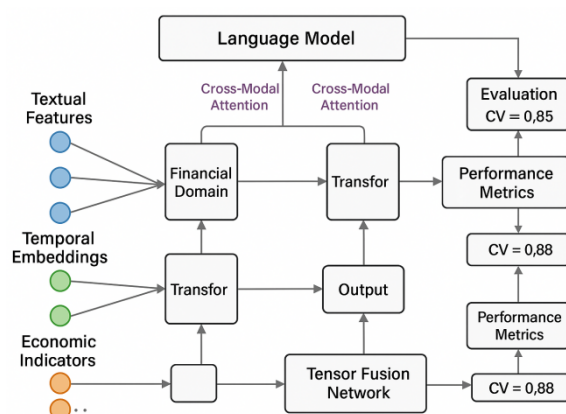 Language Model
Cross-Modal
Attention
Cross-Modal
Attention
Textual
Features
Evaluation
CV = 0,85
Financial
Domain
Transfor
Performance
Metrics
Temporal
Embeddings
CV = 0,88
Transfor
Output
Performance
Metrics
Economic
Indicators
Tensor Fusion
Network
CV = 0,88